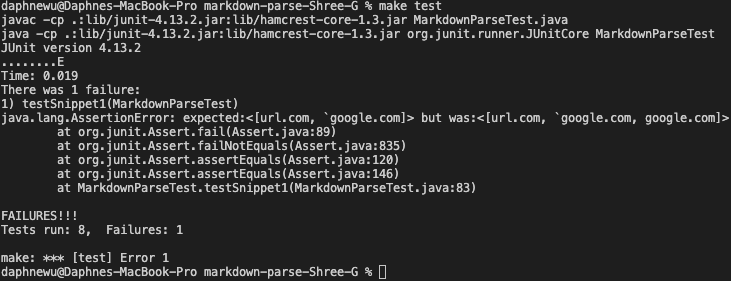 daphnewu@Daphnes-MacBook-Pro markdown-parse-Shree-G % make test
javac -cp .:lib/junit-4.13.2.jar:lib/hamcrest-core-1.3.jar MarkdownParseTest.java
java -cp .:lib/junit-4.13.2.jar:lib/hamcrest-core-1.3.jar org.junit.runner.JUnitCore MarkdownParseTest
JUnit version 4.13.2
........E
Time: 0.019
There was 1 failure:
1) testSnippet1(MarkdownParseTest)
java.lang.AssertionError: expected:<[url.com, `google.com]> but was:<[url.com, `google.com, google.com]>
        at org.junit.Assert.fail(Assert.java:89)
        at org.junit.Assert.failNotEquals(Assert.java:835)
        at org.junit.Assert.assertEquals(Assert.java:120)
        at org.junit.Assert.assertEquals(Assert.java:146)
        at MarkdownParseTest.testSnippet1(MarkdownParseTest.java:83)

FAILURES!!!
Tests run: 8,  Failures: 1

make: *** [test] Error 1
daphnewu@Daphnes-MacBook-Pro markdown-parse-Shree-G %